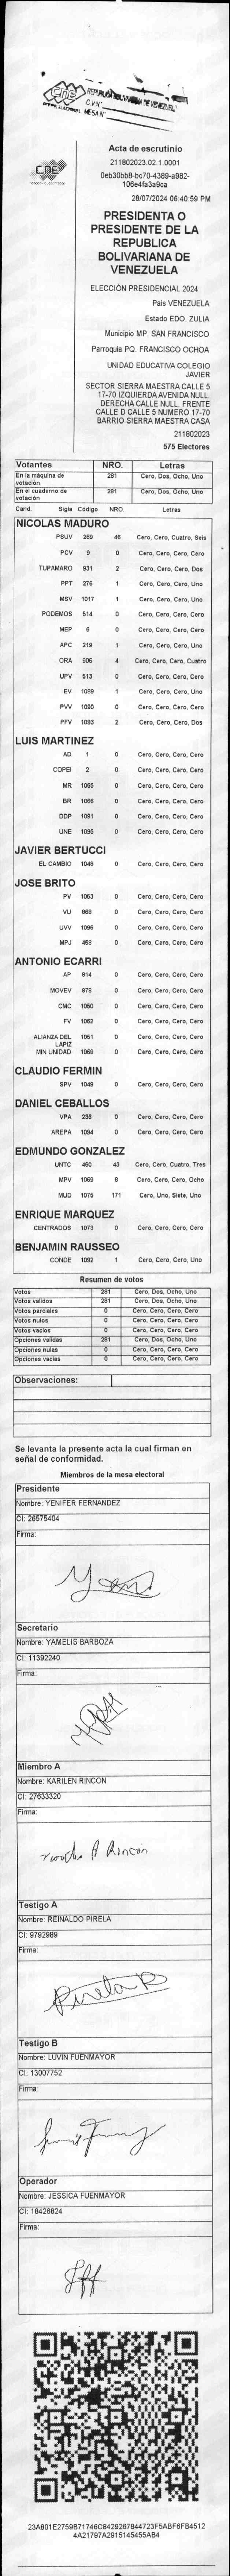 CNE
REPÚBLICA BOLIVARIANA DE VENEZUELA
C.V.N°
MESA N°
CNE
Acta de escrutinio
211802023.02.1.0001
0eb30bb8-bc70-4389-a982-
106e4fa3a9ca
28/07/2024 06:40:59 PM
PRESIDENTA O
PRESIDENTE DE LA
REPUBLICA
BOLIVARIANA DE
VENEZUELA
ELECCIÓN PRESIDENCIAL 2024
Pais VENEZUELA
Estado EDO. ZULIA
Municipio MP. SAN FRANCISCO
Parroquia PQ. FRANCISCO OCHOA
UNIDAD EDUCATIVA COLEGIO
JAVIER
SECTOR SIERRA MAESTRA CALLE 5
17-70 IZQUIERDA AVENIDA NULL.
DERECHA CALLE NULL. FRENTE
CALLE D CALLE 5 NUMERO 17-70
BARRIO SIERRA MAESTRA CASA
211802023
575 Electores
Votantes NRO. Letras
En la máquina de votación 281 Cero, Dos, Ocho, Uno
En el cuaderno de votación 281 Cero, Dos, Ocho, Uno
Cand. Sigla Código NRO. Letras
NICOLAS MADURO
PSUV 269 46 Cero, Cero, Cuatro, Seis
PCV 9 0 Cero, Cero, Cero, Cero
TUPAMARO 931 2 Cero, Cero, Cero, Dos
PPT 276 1 Cero, Cero, Cero, Uno
MSV 1017 1 Cero, Cero, Cero, Uno
PODEMOS 514 0 Cero, Cero, Cero, Cero
MEP 6 0 Cero, Cero, Cero, Cero
APC 219 1 Cero, Cero, Cero, Uno
ORA 906 4 Cero, Cero, Cero, Cuatro
UPV 513 0 Cero, Cero, Cero, Cero
EV 1089 1 Cero, Cero, Cero, Uno
PVV 1090 0 Cero, Cero, Cero, Cero
PFV 1093 2 Cero, Cero, Cero, Dos
LUIS MARTINEZ
AD 1 0 Cero, Cero, Cero, Cero
COPEI 2 0 Cero, Cero, Cero, Cero
MR 1065 0 Cero, Cero, Cero, Cero
BR 1066 0 Cero, Cero, Cero, Cero
DDP 1091 0 Cero, Cero, Cero, Cero
UNE 1095 0 Cero, Cero, Cero, Cero
JAVIER BERTUCCI
EL CAMBIO 1048 0 Cero, Cero, Cero, Cero
JOSE BRITO
PV 1053 0 Cero, Cero, Cero, Cero
VU 868 0 Cero, Cero, Cero, Cero
UVV 1096 0 Cero, Cero, Cero, Cero
MPJ 458 0 Cero, Cero, Cero, Cero
ANTONIO ECARRI
AP 814 0 Cero, Cero, Cero, Cero
MOVEV 878 0 Cero, Cero, Cero, Cero
CMC 1050 0 Cero, Cero, Cero, Cero
FV 1062 0 Cero, Cero, Cero, Cero
ALIANZA DEL LAPIZ 1051 0 Cero, Cero, Cero, Cero
MIN UNIDAD 1069 0 Cero, Cero, Cero, Cero
CLAUDIO FERMIN
SPV 1049 0 Cero, Cero, Cero, Cero
DANIEL CEBALLOS
VPA 236 0 Cero, Cero, Cero, Cero
AREPA 1094 0 Cero, Cero, Cero, Cero
EDMUNDO GONZALEZ
UNTC 460 43 Cero, Cero, Cuatro, Tres
MPV 1069 8 Cero, Cero, Cero, Ocho
MUD 1075 171 Cero, Uno, Siete, Uno
ENRIQUE MARQUEZ
CENTRADOS 1073 0 Cero, Cero, Cero, Cero
BENJAMIN RAUSSEO
CONDE 1092 1 Cero, Cero, Cero, Uno
Resumen de votos
Votos 281 Cero, Dos, Ocho, Uno
Votos validos 281 Cero, Dos, Ocho, Uno
Votos parciales 0 Cero, Cero, Cero, Cero
Votos nulos 0 Cero, Cero, Cero, Cero
Votos vacios 0 Cero, Cero, Cero, Cero
Opciones validas 281 Cero, Dos, Ocho, Uno
Opciones nulas 0 Cero, Cero, Cero, Cero
Opciones vacias 0 Cero, Cero, Cero, Cero
Observaciones:
Se levanta la presente acta la cual firman en
señal de conformidad.
Miembros de la mesa electoral
Presidente
Nombre: YENIFER FERNANDEZ
CI: 26575404
Firma:
Secretario
Nombre: YAMELIS BARBOZA
CI: 11392240
Firma:
Miembro A
Nombre: KARILEN RINCON
CI: 27633320
Firma:
Rincon
Testigo A
Nombre: REINALDO PIRELA
CI: 9792989
Firma:
Pirela R
Testigo B
Nombre: LUVIN FUENMAYOR
CI: 13007752
Firma:
Operador
Nombre: JESSICA FUENMAYOR
CI: 18426824
Firma:
23A801E2759B71746CB429267B44723F5ABF6FB4512
4A21797A2915145455AB4